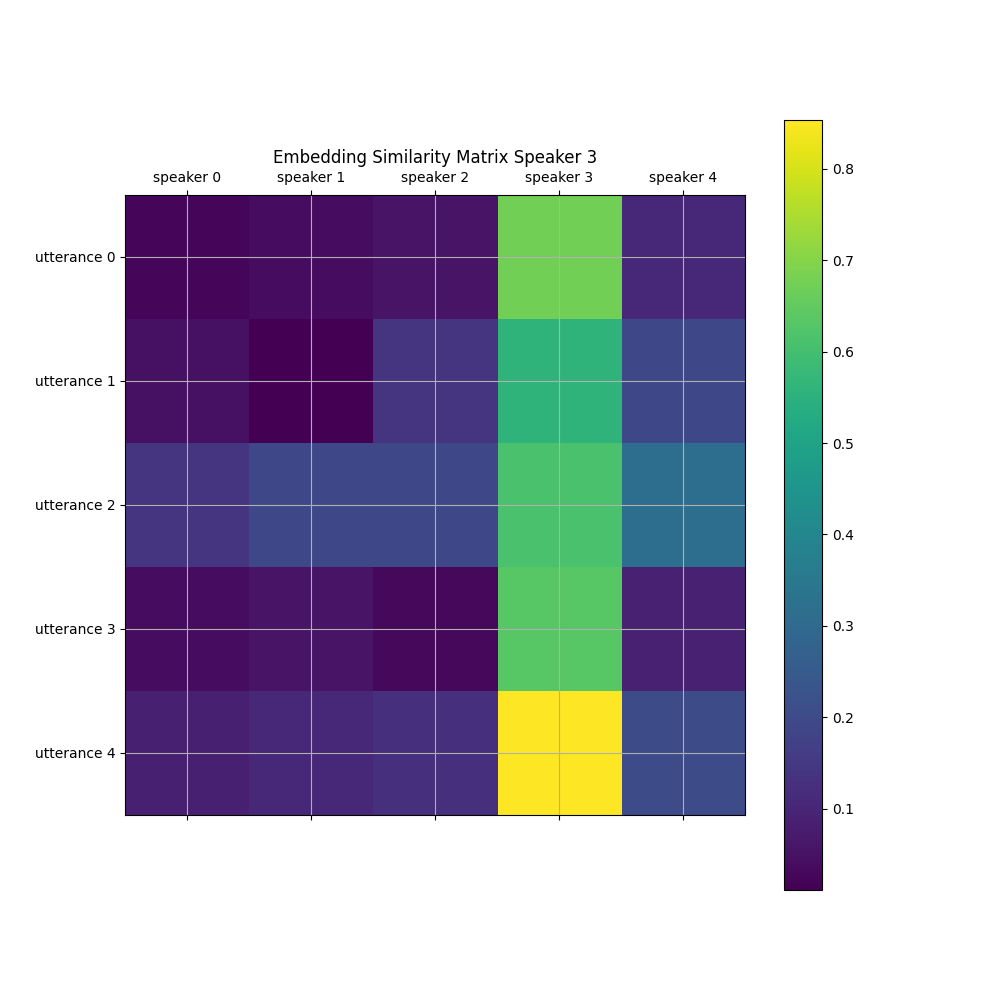 Embedding Similarity Matrix Speaker 3
speaker 0 speaker 1 speaker 2 speaker 3 speaker 4
utterance 0
utterance 1
utterance 2
utterance 3
utterance 4
0.8
0.7
0.6
0.5
0.4
0.3
0.2
0.1